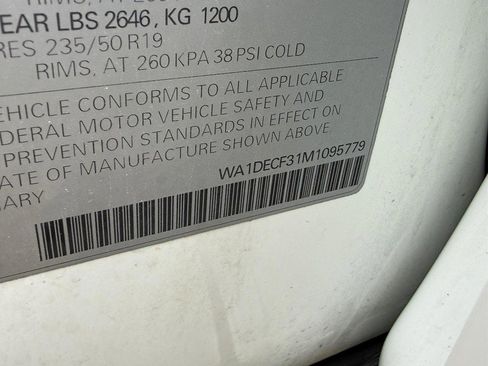 EAR LBS 2646, KG 1200
RES 235/50 R19
RIMS, AT 260 KPA 38 PSI COLD
EHICLE CONFORMS TO ALL APPLICABLE
DERAL MOTOR VEHICLE SAFETY AND
PREVENTION STANDARDS IN EFFECT ON
ATE OF MANUFACTURE SHOWN ABOVE.
WA1DECF31M1095779